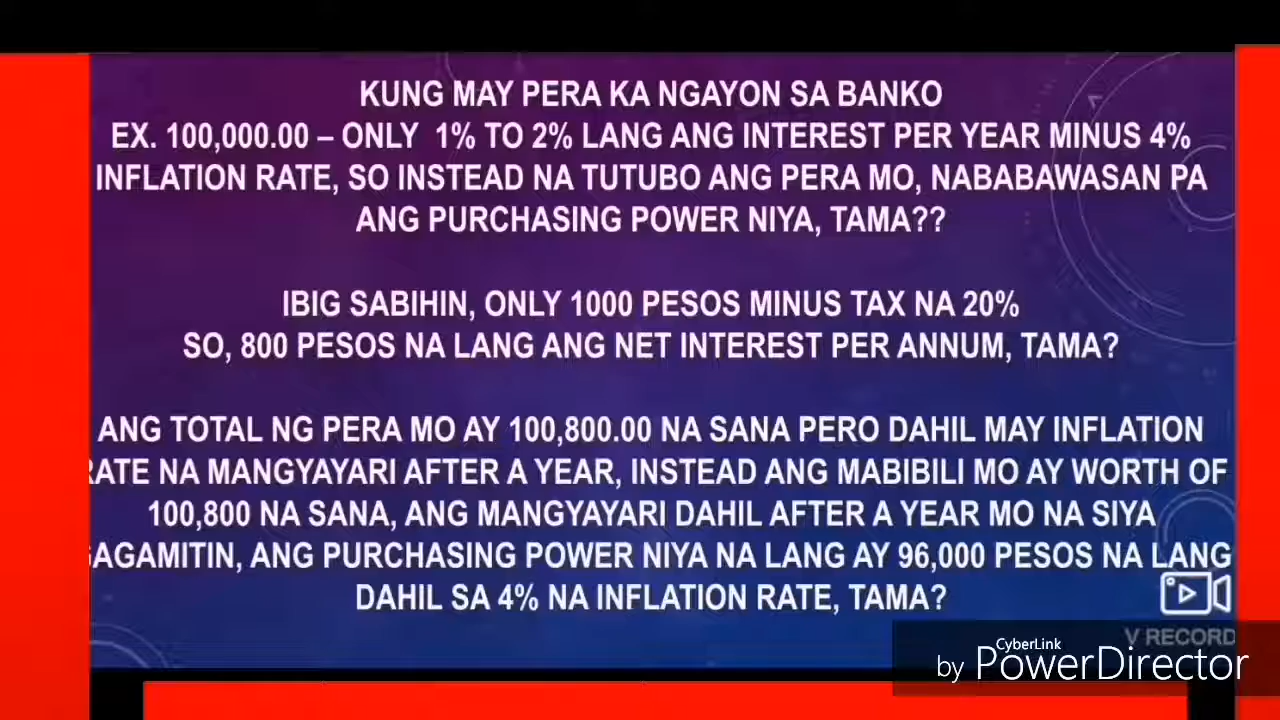 KUNG MAY PERA KA NGAYON SA BANKO
EX. 100,000.00 – ONLY 1% TO 2% LANG ANG INTEREST PER YEAR MINUS 4%
INFLATION RATE, SO INSTEAD NA TUTUBO ANG PERA MO, NABABAWASAN PA
ANG PURCHASING POWER NIYA, TAMA??
IBIG SABIHIN, ONLY 1000 PESOS MINUS TAX NA 20%
SO, 800 PESOS NA LANG ANG NET INTEREST PER ANNUM, TAMA?
ANG TOTAL NG PERA MO AY 100,800.00 NA SANA PERO DAHIL MAY INFLATION
NA MANGYAYARI AFTER A YEAR, INSTEAD ANG MABIBILI MO AY WORTH OF
100,800 NA SANA, ANG MANGYAYARI DAHIL AFTER A YEAR MO NA SIYA
ANG PURCHASING POWER NIYA NA LANG AY 96,000 PESOS NA LANG
DAHIL SA 4% NA INFLATION RATE, TAMA?
V RECORD
CyberLink
by PowerDirector